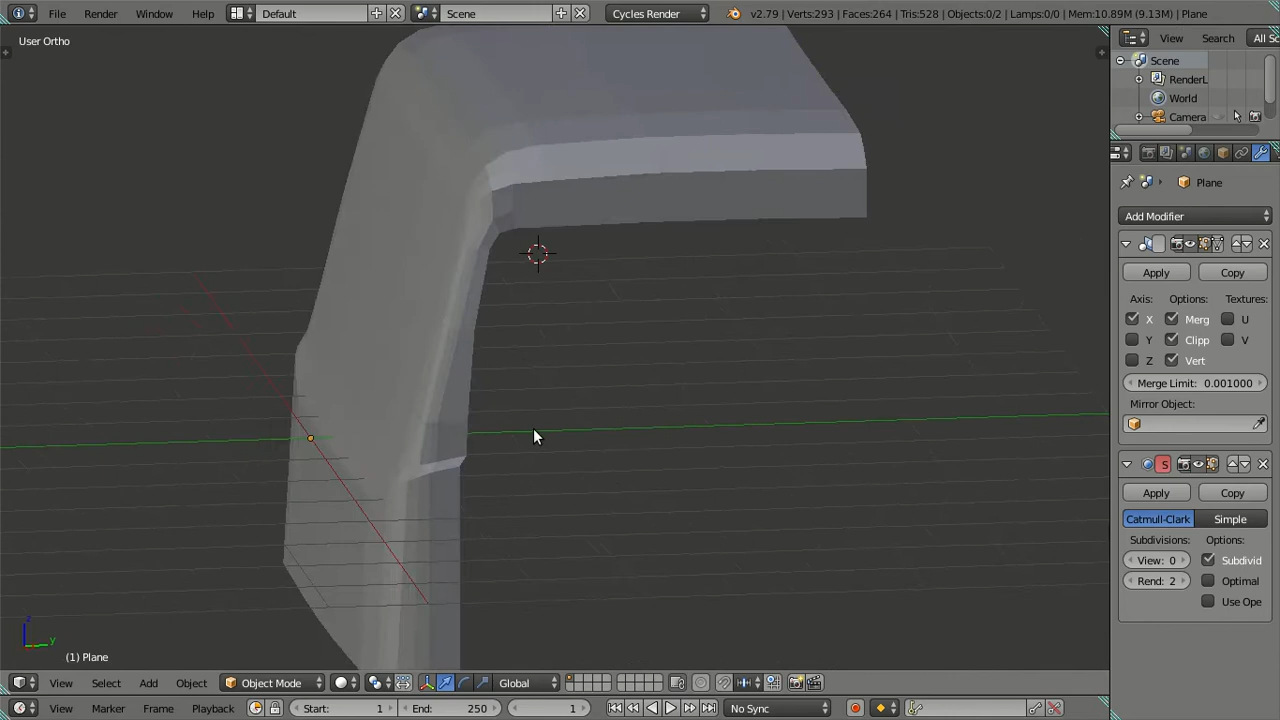 File Render Window Help Default Scene Cycles Render v2.79 | Verts:293 | Faces:264 | Tris:528 | Objects:0/2 | Lamps:0/0 | Mem:10.89M (9.13M) | Plane
User Ortho
View Search All Sc
Scene
RenderL
World
Camera
Plane
Add Modifier
Apply Copy
Axis: Options: Textures:
X Merg U
Y Clipp V
Z Vert
Merge Limit: 0.001000
Mirror Object:
S
Apply Copy
Catmull-Clark Simple
Subdivisions: Options:
View: 0 Subdivid
Rend: 2 Optimal
Use Ope
z
y
(1) Plane
View Select Add Object Object Mode Global
View Marker Frame Playback Start: 1 End: 250 1 No Sync